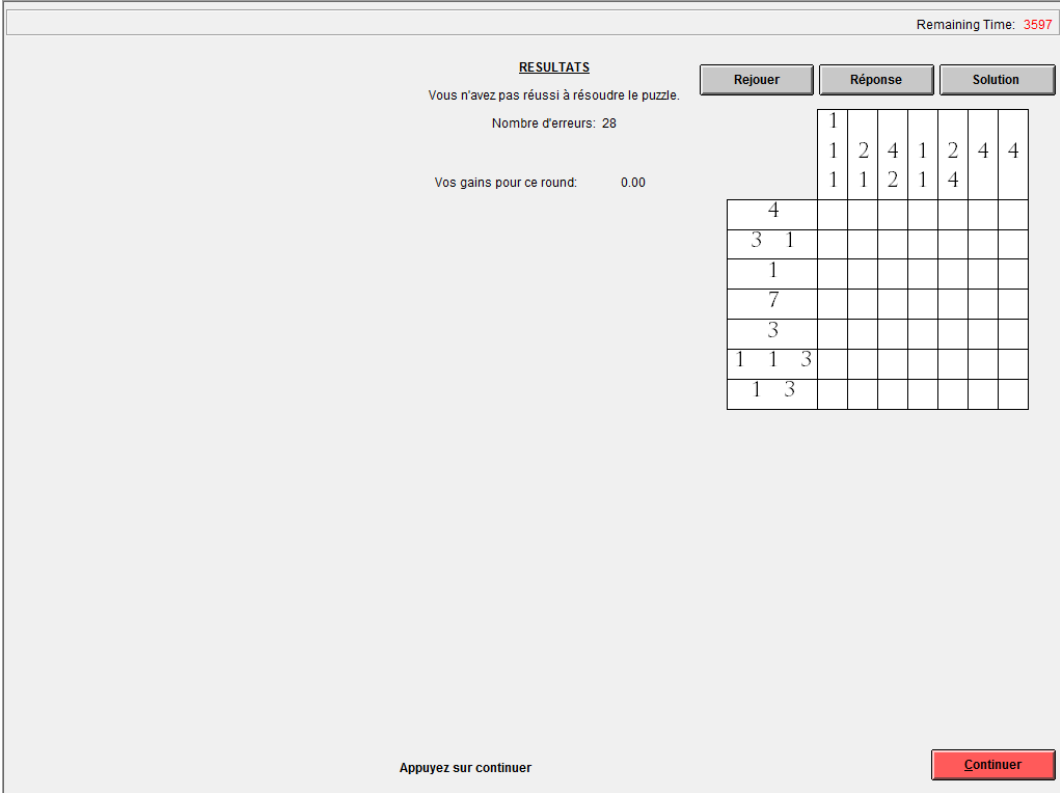 Remaining Time: 3597
RESULTATS
Vous n'avez pas réussi à résoudre le puzzle.
Nombre d'erreurs: 28
Vos gains pour ce round: 0.00
Rejouer Réponse Solution
1
1 2 4 1 2 4 4
1 1 2 1 4
4
3 1
1
7
3
1 1 3
1 3
Appuyez sur continuer
Continuer